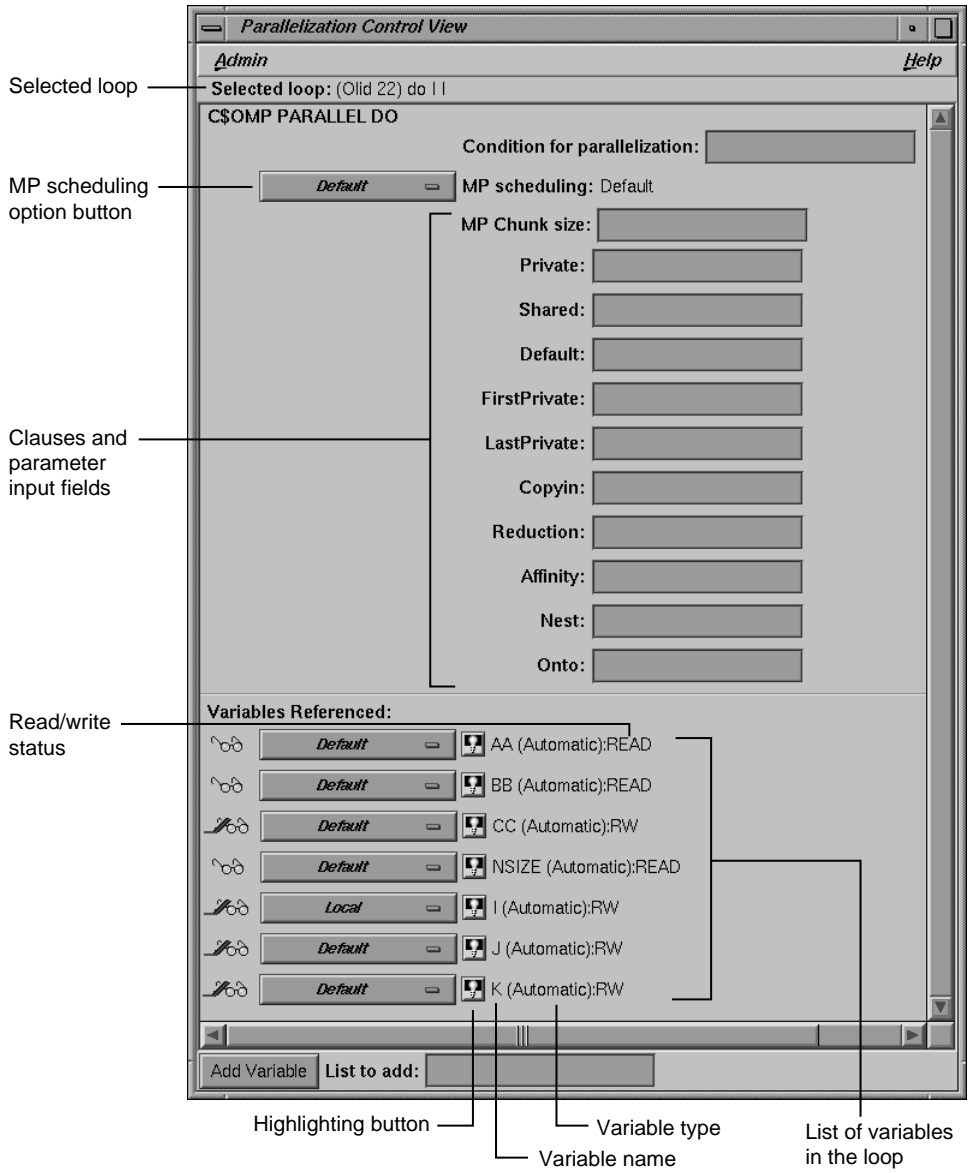 Parallelization Control View
Admin Help
Selected loop
Selected loop: (Olid 22) do I I
C$OMP PARALLEL DO
Condition for parallelization:
MP scheduling
option button
Default MP scheduling: Default
MP Chunk size:
Private:
Shared:
Default:
FirstPrivate:
Clauses and
parameter
input fields
LastPrivate:
Copyin:
Reduction:
Affinity:
Nest:
Onto:
Read/write
status
Variables Referenced:
Default AA (Automatic):READ
Default BB (Automatic):READ
Default CC (Automatic):RW
Default NSIZE (Automatic):READ
Local I (Automatic):RW
Default J (Automatic):RW
Default K (Automatic):RW
Add Variable List to add:
Highlighting button
Variable name
Variable type
List of variables
in the loop